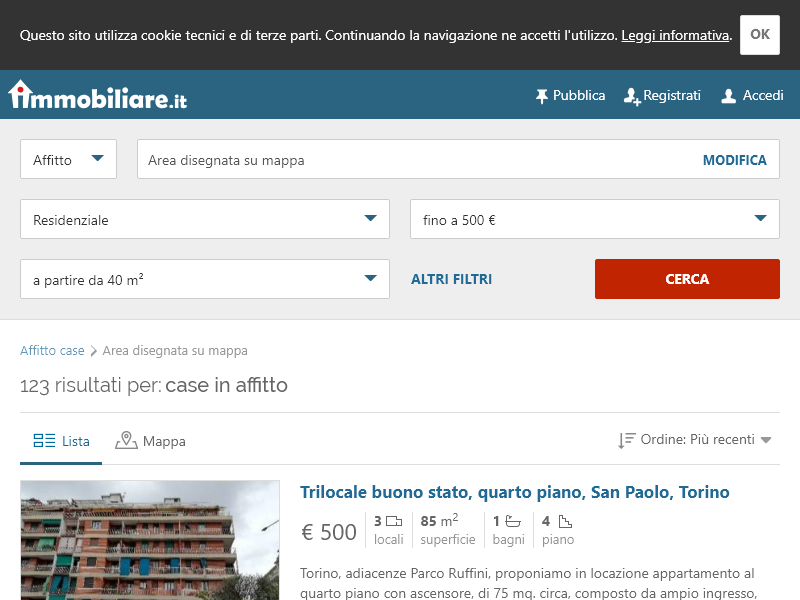 Questo sito utilizza cookie tecnici e di terze parti. Continuando la navigazione ne accetti l'utilizzo. Leggi informativa. OK
immobiliare.it
Pubblica Registrati Accedi
Affitto Area disegnata su mappa MODIFICA
Residenziale fino a 500 €
a partire da 40 m² ALTRI FILTRI CERCA
Affitto case > Area disegnata su mappa
123 risultati per: case in affitto
Lista Mappa Ordine: Più recenti
Trilocale buono stato, quarto piano, San Paolo, Torino
€ 500 3 locali 85 m² superficie 1 bagni 4 piano
Torino, adiacenze Parco Ruffini, proponiamo in locazione appartamento al
quarto piano con ascensore, di 75 mq. circa, composto da ampio ingresso,